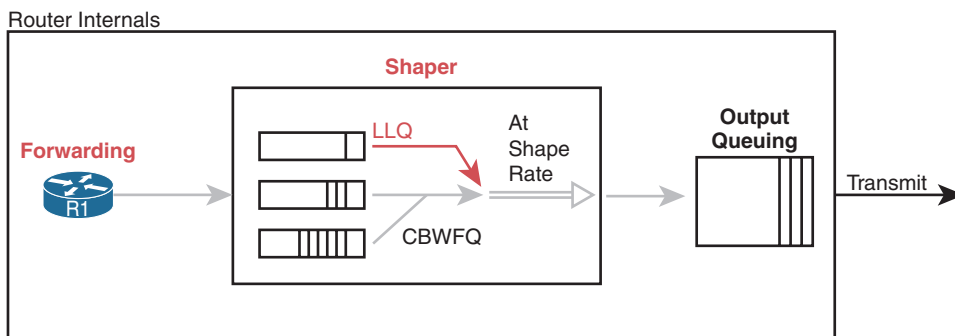 Router Internals
Shaper
Forwarding
R1
LLQ
CBWFQ
At
Shape
Rate
Output
Queuing
Transmit